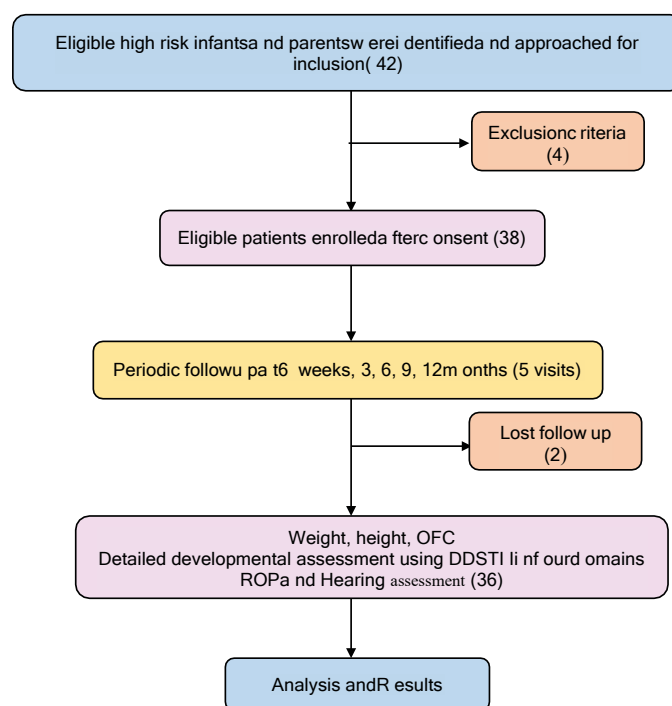 Eligible high risk infantsa nd parentsw erei dentifieda nd approached for
inclusion( 42)
Exclusionc riteria
(4)
Eligible patients enrolleda fterc onsent (38)
Periodic followu pa t6 weeks, 3, 6, 9, 12m onths (5 visits)
Lost follow up
(2)
Weight, height, OFC
Detailed developmental assessment using DDSTI Ii nf ourd omains
ROPa nd Hearing assessment (36)
Analysis andR esults